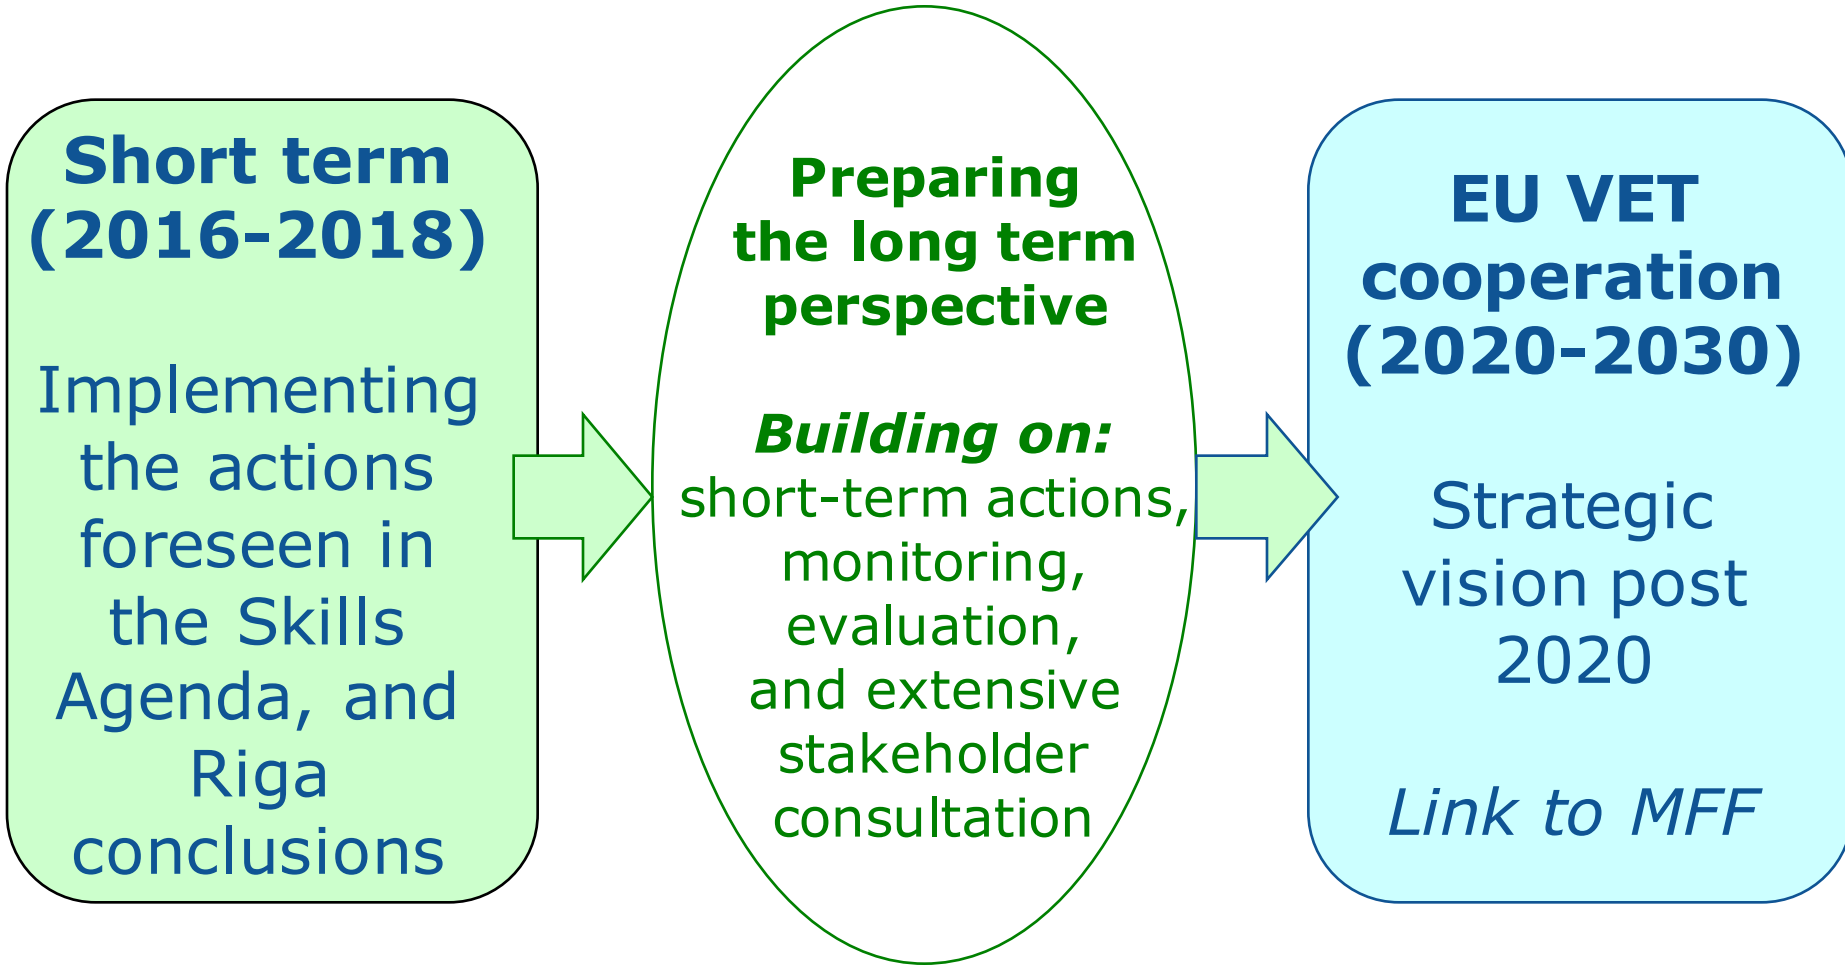 Short term
(2016-2018)
Implementing
the actions
foreseen in
the Skills
Agenda, and
Riga
conclusions
Preparing
the long term
perspective
Building on:
short-term actions,
monitoring,
evaluation,
and extensive
stakeholder
consultation
EU VET
cooperation
(2020-2030)
Strategic
vision post
2020
Link to MFF